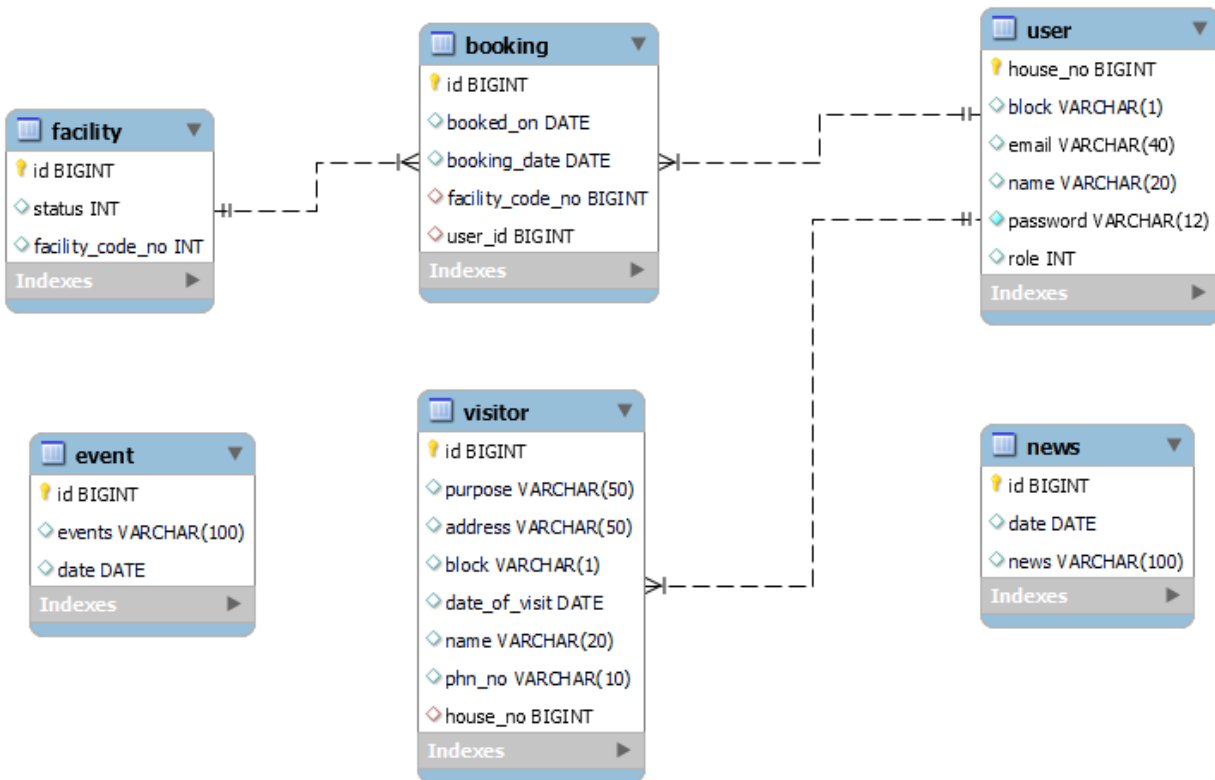 facility
id BIGINT
status INT
facility_code_no INT
Indexes
booking
id BIGINT
booked_on DATE
booking_date DATE
facility_code_no BIGINT
user_id BIGINT
Indexes
user
house_no BIGINT
block VARCHAR(1)
email VARCHAR(40)
name VARCHAR(20)
password VARCHAR(12)
role INT
Indexes
event
id BIGINT
events VARCHAR(100)
date DATE
Indexes
visitor
id BIGINT
purpose VARCHAR(50)
address VARCHAR(50)
block VARCHAR(1)
date_of_visit DATE
name VARCHAR(20)
phn_no VARCHAR(10)
house_no BIGINT
Indexes
news
id BIGINT
date DATE
news VARCHAR(100)
Indexes